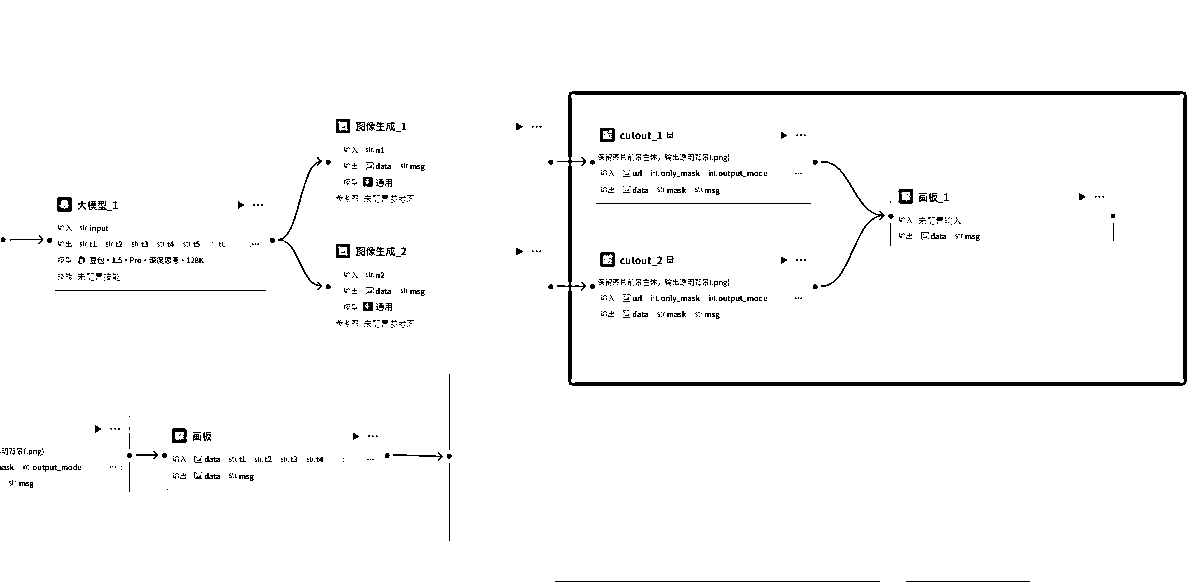 大模型_1
输入 str.input
输出 str.t1 str.t2 str.t3 str.t4 str.t5
模型 豆包·1.5·Pro·深度思考·128K
技能 未配置技能
图像生成_1
输入 str.n1
输出 data str.msg
模型 通用
参考图 未配置参考图
图像生成_2
输入 str.n2
输出 data str.msg
模型 通用
参考图 未配置参考图
cutout_1
保留图片前景主体，输出透明背景(.png)
输入 url int.only_mask int.output_mode
输出 data str.mask str.msg
cutout_2
保留图片前景主体，输出透明背景(.png)
输入 url int.only_mask int.output_mode
输出 data str.mask str.msg
画板_1
输入 未配置输入
输出 data str.msg
明背景(.png)
mask int.output_mode
str.msg
画板
输入 data str.t1 str.t2 str.t3 str.t4
输出 data str.msg